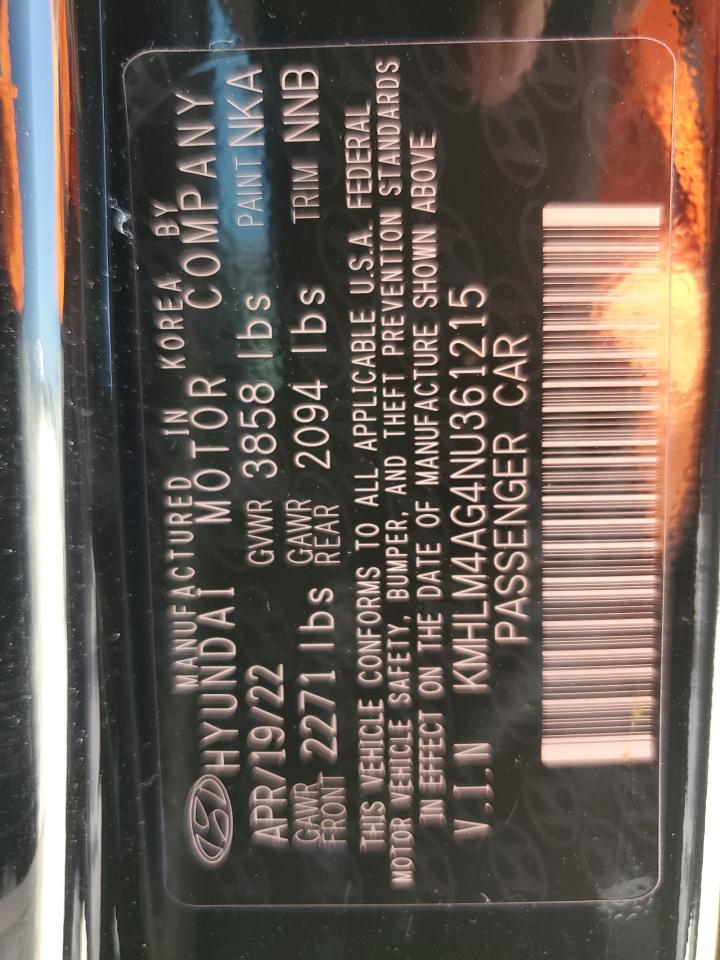 MANUFACTURED IN KOREA BY
HYUNDAI MOTOR COMPANY
APR/19/22 GVWR 3858 lbs PAINT NKA
GAWR FRONT 2271 lbs GAWR REAR 2094 lbs TRIM NNB
THIS VEHICLE CONFORMS TO ALL APPLICABLE U.S.A. FEDERAL
MOTOR VEHICLE SAFETY, BUMPER, AND THEFT PREVENTION STANDARDS
IN EFFECT ON THE DATE OF MANUFACTURE SHOWN ABOVE
V.I.N KMHLM4AG4NU361215
PASSENGER CAR